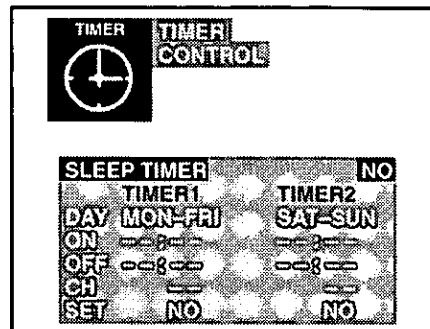 TIMER
TIMER
CONTROL
SLEEP TIMER NO
TIMER1 TIMER2
DAY MON-FRI SAT-SUN
ON --:-- --:--
OFF --:-- --:--
CH -- --
SET NO NO